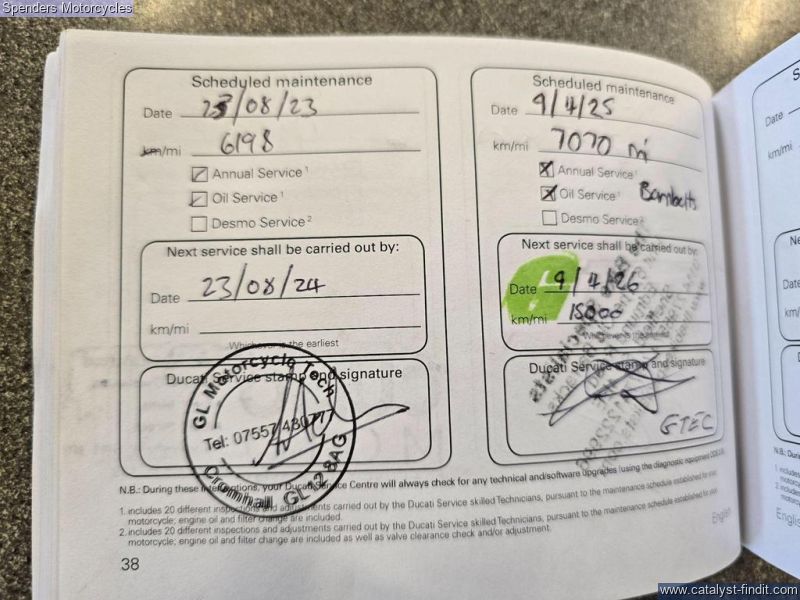 Spenders Motorcycles
Scheduled maintenance
Date 23/08/23
km/mi 6198
Annual Service 1
Oil Service 1
Desmo Service 2
Next service shall be carried out by:
Date 23/08/24
km/mi
Whichever is the earliest
Ducati Service stamp and signature
GL Motorcycle Tech
Tel: 07557 430777
Cromhall GL12 8AG
Scheduled maintenance
Date 9/4/25
km/mi 7070 mi
Annual Service 1
Oil Service 1
Desmo Service 2
Next service shall be carried out by:
Date 9/4/26
km/mi 15000
Whichever is the earliest
Ducati Service stamp and signature
GTEC
N.B.: During these interventions, your Ducati Service Centre will always check for any technical and/software upgrades (using the diagnostic equipment
1. includes 20 different inspections and adjustments carried out by the Ducati Service skilled Technicians, pursuant to the maintenance schedule established for your
motorcycle; engine oil and filter change are included.
2. includes 20 different inspections and adjustments carried out by the Ducati Service skilled Technicians, pursuant to the maintenance schedule established for your
motorcycle; engine oil and filter change are included as well as valve clearance check and/or adjustment.
English
38
Date
km/mi
www.catalyst-findit.com